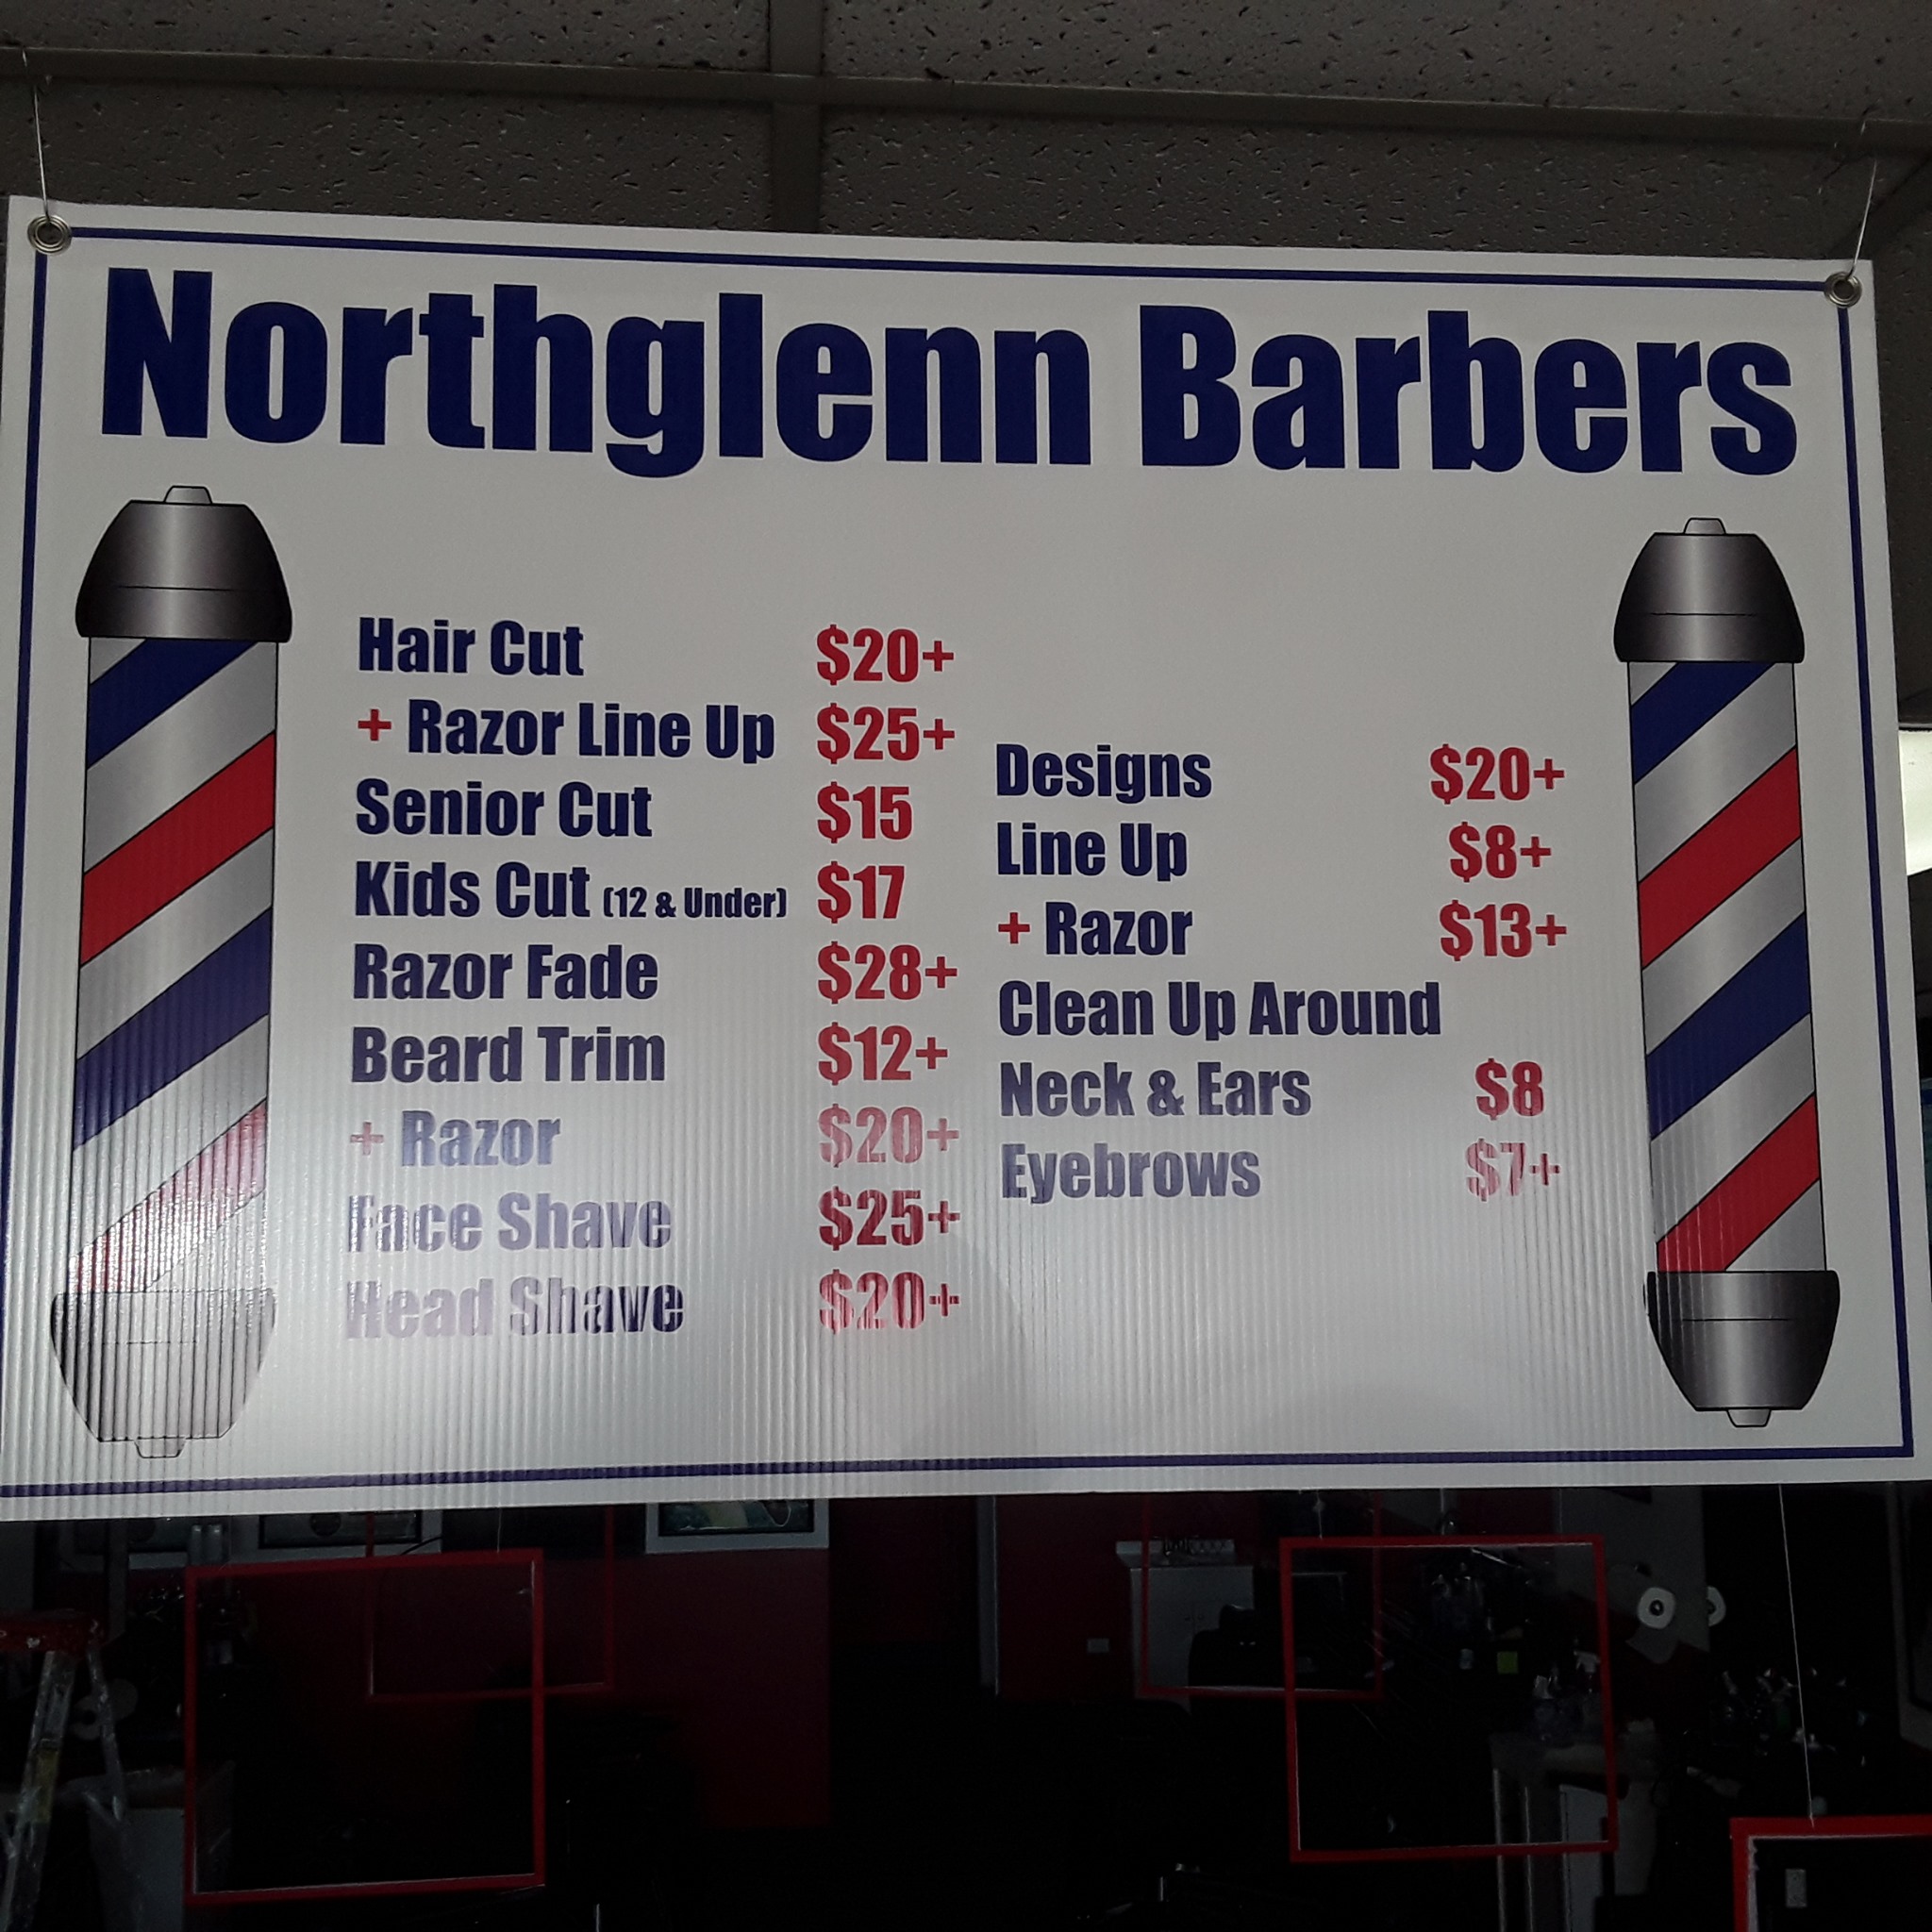 Northglenn Barbers
Hair Cut $20+
+ Razor Line Up $25+
Senior Cut $15
Kids Cut (12 & Under) $17
Razor Fade $28+
Beard Trim $12+
+ Razor $20+
Face Shave $25+
Head Shave $20+
Designs $20+
Line Up $8+
+ Razor $13+
Clean Up Around
Neck & Ears $8
Eyebrows $7+